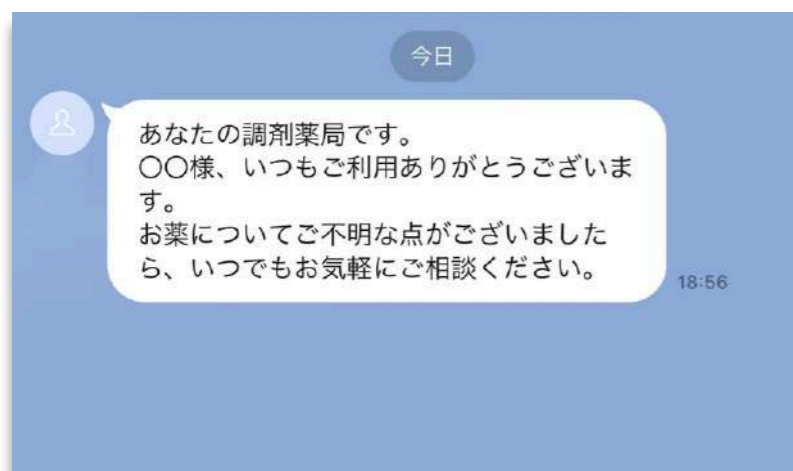 今日
あなたの調剤薬局です。
〇〇様、いつもご利用ありがとうございま
す。
お薬についてご不明な点がございました
ら、いつでもお気軽にご相談ください。
18:56